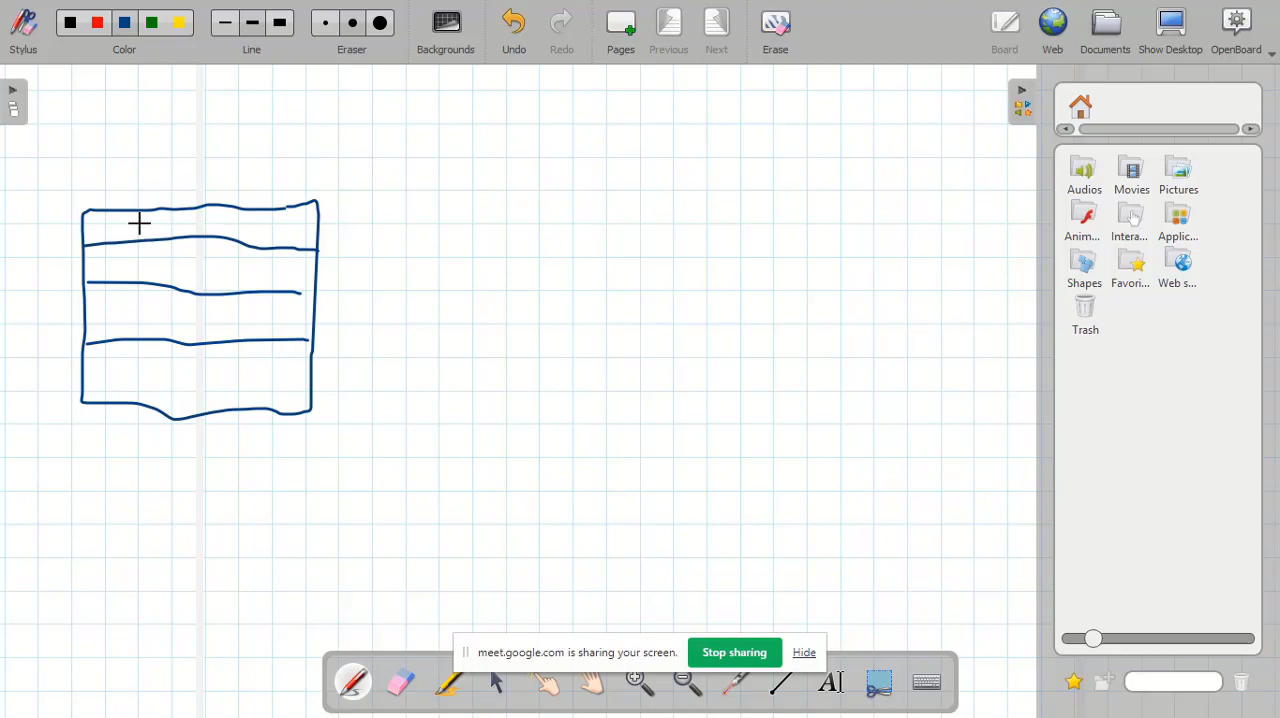 Stylus Color Line Eraser Backgrounds Undo Redo Pages Previous Next Erase Board Web Documents Show Desktop OpenBoard
Audios Movies Pictures
Anim... Intera... Applic...
Shapes Favori... Web s...
Trash
meet.google.com is sharing your screen. Stop sharing Hide